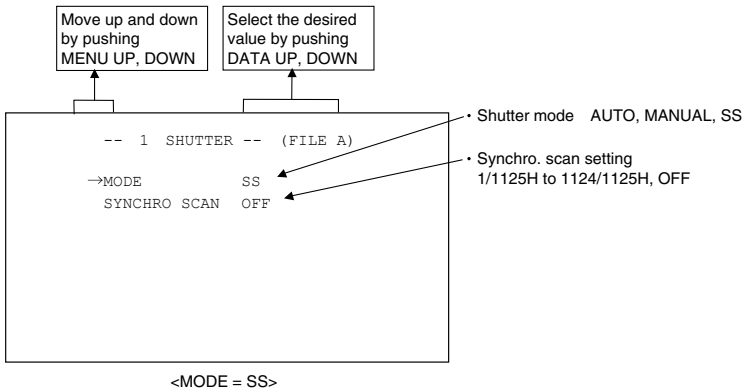 Move up and down
by pushing
MENU UP, DOWN
Select the desired
value by pushing
DATA UP, DOWN
-- 1 SHUTTER -- (FILE A)
→MODE SS
SYNCHRO SCAN OFF
• Shutter mode AUTO, MANUAL, SS
• Synchro. scan setting
1/1125H to 1124/1125H, OFF
<MODE = SS>